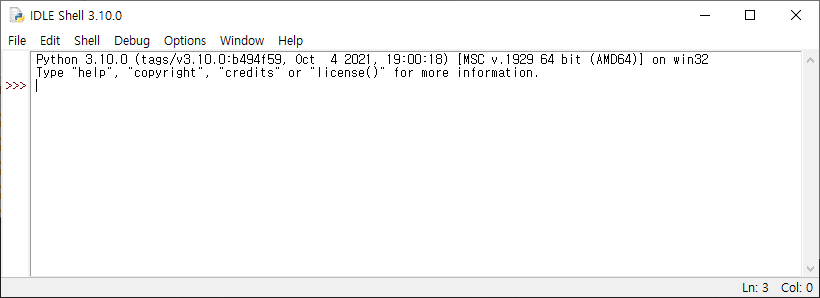 IDLE Shell 3.10.0
File Edit Shell Debug Options Window Help
Python 3.10.0 (tags/v3.10.0:b494f59, Oct  4 2021, 19:00:18) [MSC v.1929 64 bit (AMD64)] on win32
Type "help", "copyright", "credits" or "license()" for more information.
>>>
Ln: 3 Col: 0